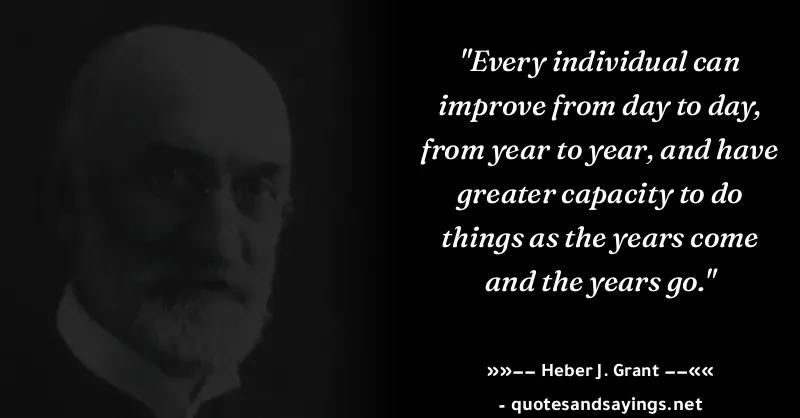 "Every individual can
improve from day to day,
from year to year, and have
greater capacity to do
things as the years come
and the years go."
»»−− Heber J. Grant −−««
- quotesandsayings.net